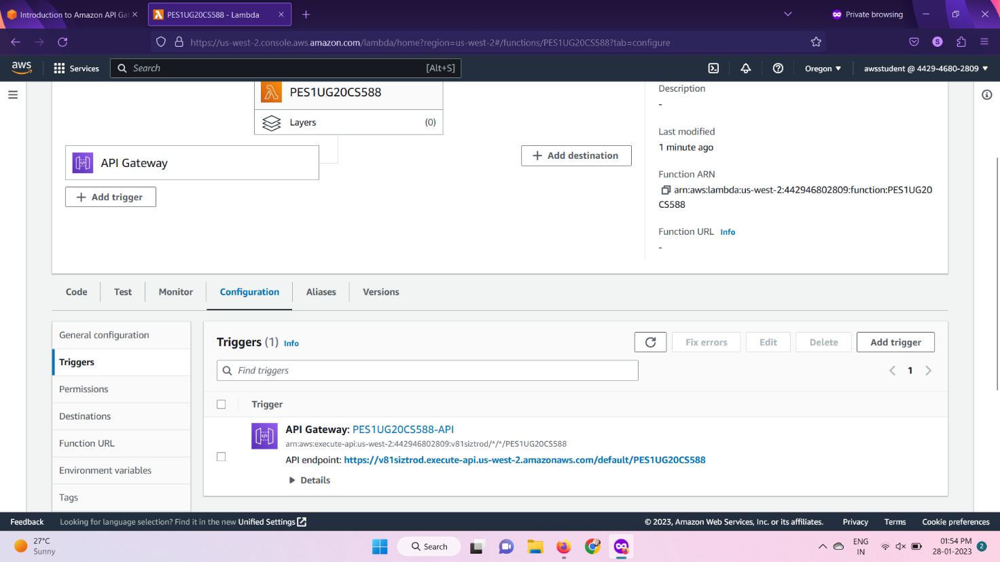 Introduction to Amazon API Gat
PES1UG20CS588 - Lambda
Private browsing
https://us-west-2.console.aws.amazon.com/lambda/home?region=us-west-2#/functions/PES1UG20CS588?tab=configure
S
aws
Services
Search
[Alt+S]
Oregon
awsstudent @ 4429-4680-2809
PES1UG20CS588
Layers
(0)
API Gateway
Add trigger
Add destination
Description
-
Last modified
1 minute ago
Function ARN
arn:aws:lambda:us-west-2:442946802809:function:PES1UG20
CS588
Function URL Info
-
Code
Test
Monitor
Configuration
Aliases
Versions
General configuration
Triggers
Permissions
Destinations
Function URL
Environment variables
Tags
Triggers (1) Info
Fix errors
Edit
Delete
Add trigger
Find triggers
1
Trigger
API Gateway: PES1UG20CS588-API
arn:aws:execute-api:us-west-2:442946802809:v81siztrod/*/*/PES1UG20CS588
API endpoint: https://v81siztrod.execute-api.us-west-2.amazonaws.com/default/PES1UG20CS588
Details
Feedback
Looking for language selection? Find it in the new Unified Settings
© 2023, Amazon Web Services, Inc. or its affiliates.
Privacy
Terms
Cookie preferences
27°C
Sunny
Search
ENG
IN
01:54 PM
28-01-2023
2